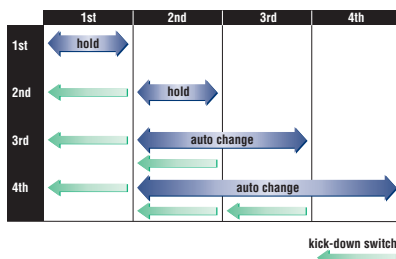 1st 2nd 3rd 4th
1st hold
2nd hold
3rd auto change
4th auto change
kick-down switch